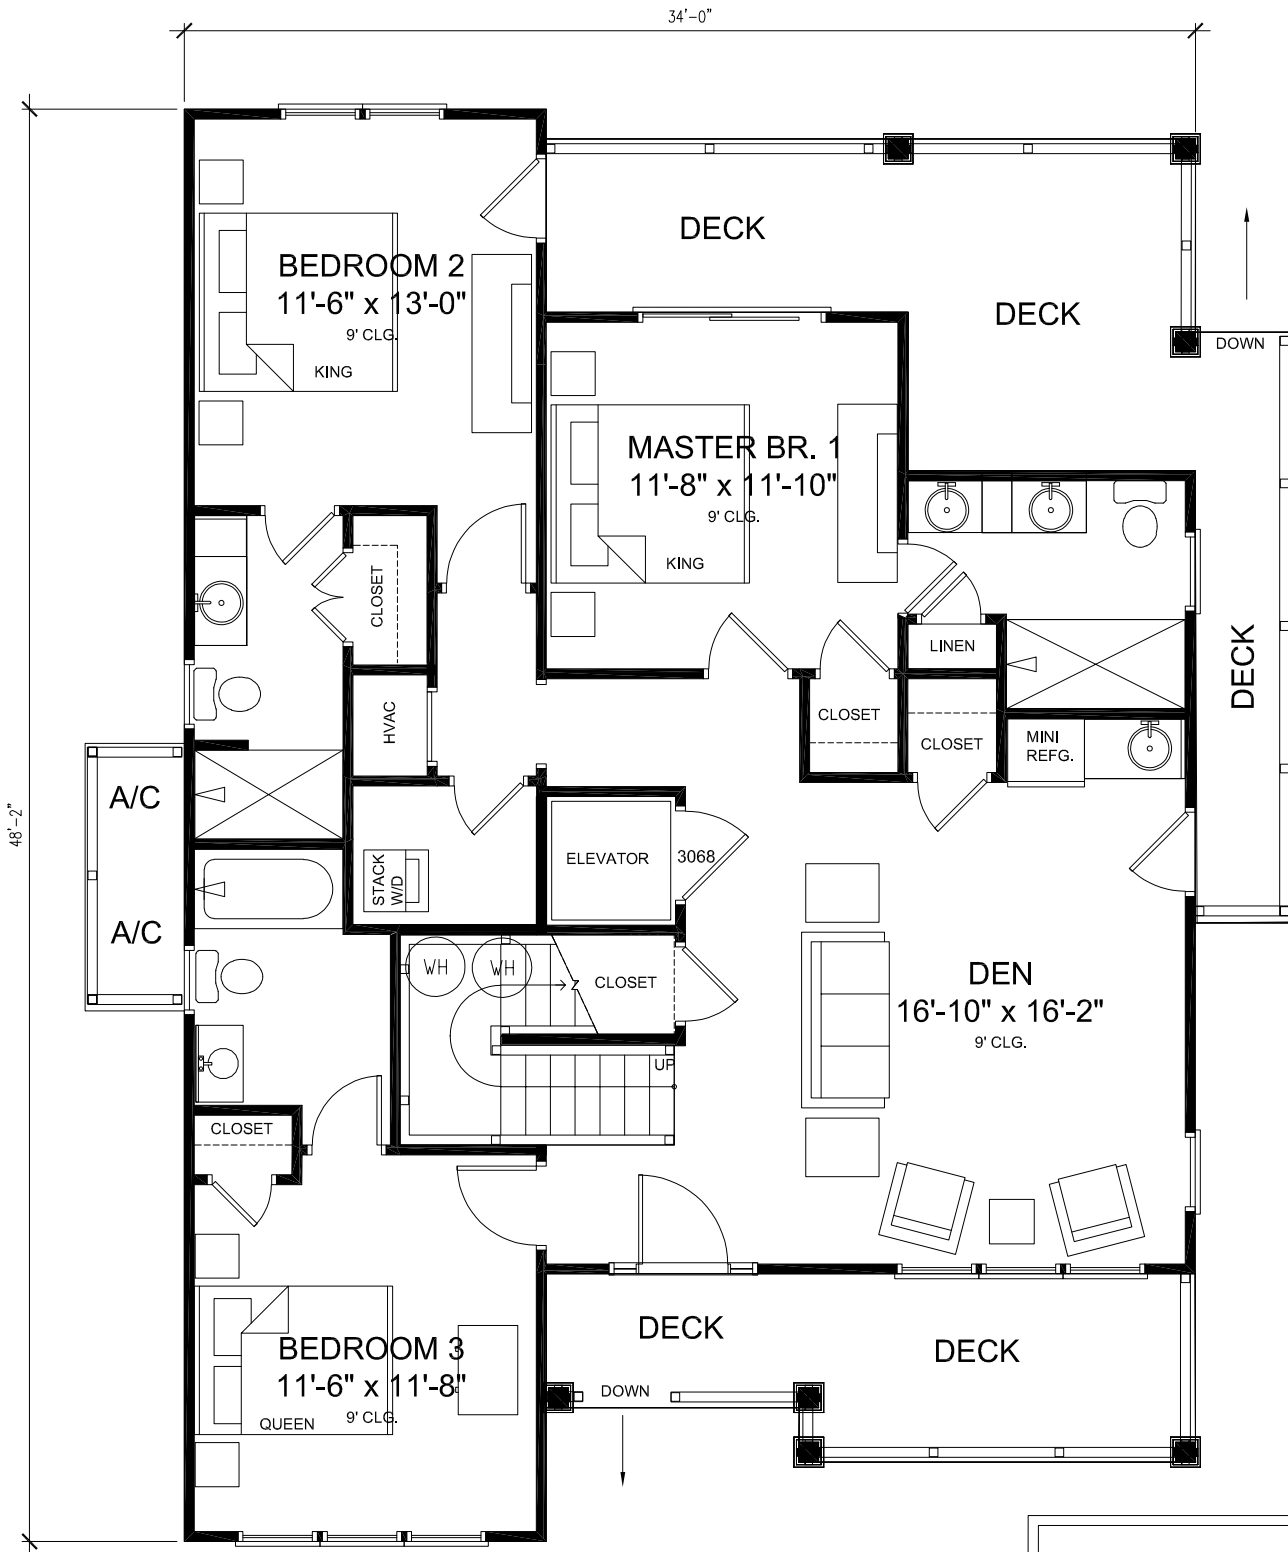 34'-0"
48'-2"
DECK
BEDROOM 2
11'-6" x 13'-0"
9' CLG.
KING
DECK
DOWN
MASTER BR. 1
11'-8" x 11'-10"
9' CLG.
KING
CLOSET
LINEN
DECK
HVAC
CLOSET
CLOSET
MINI
REFG.
A/C
A/C
STACK
W/D
ELEVATOR
3068
WH
WH
CLOSET
DEN
16'-10" x 16'-2"
9' CLG.
UP
CLOSET
BEDROOM 3
11'-6" x 11'-8"
9' CLG.
QUEEN
DECK
DECK
DOWN